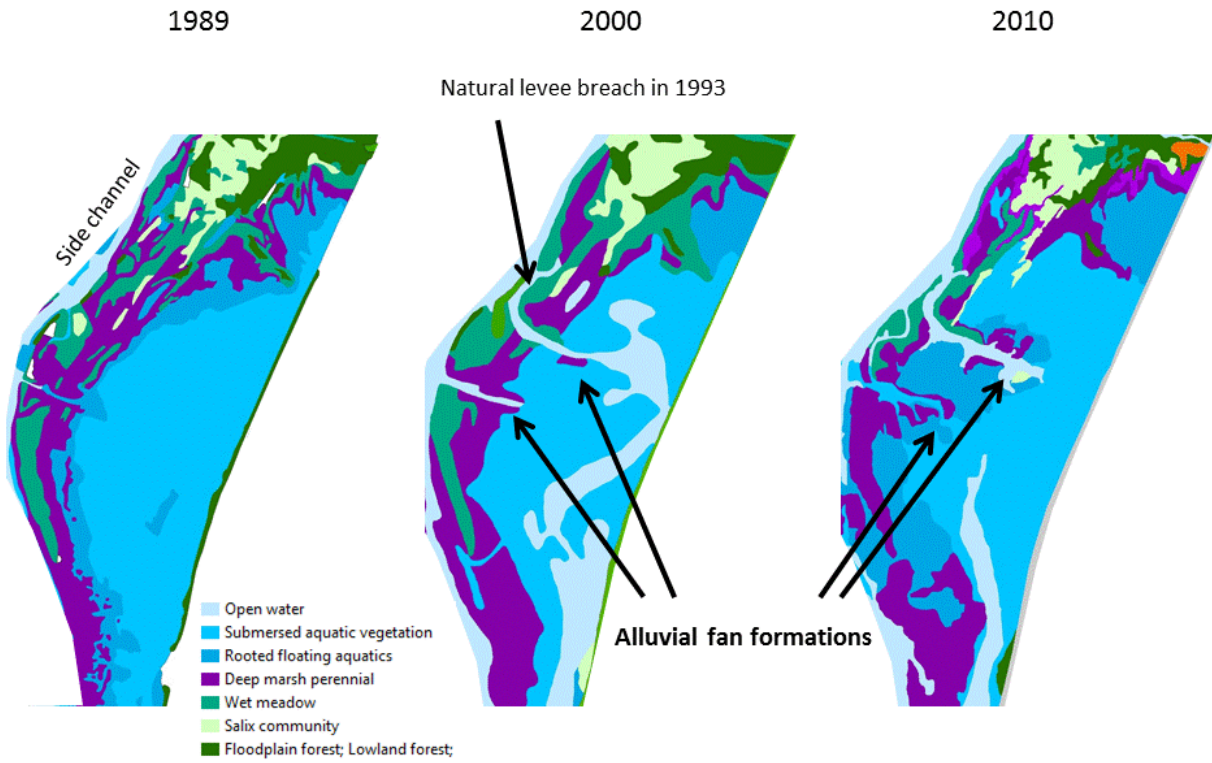 1989
2000
2010
Natural levee breach in 1993
Side channel
Alluvial fan formations
Open water
Submersed aquatic vegetation
Rooted floating aquatics
Deep marsh perennial
Wet meadow
Salix community
Floodplain forest; Lowland forest;